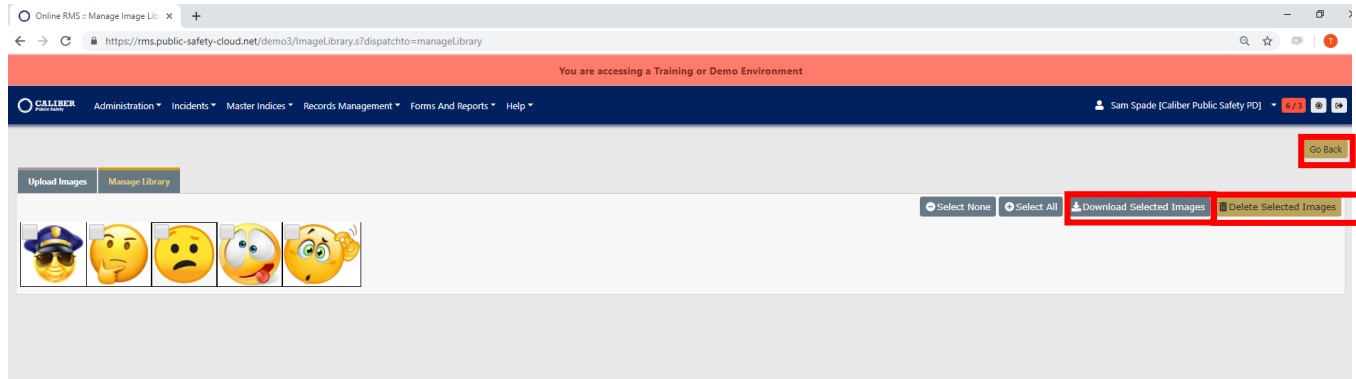 Online RMS :: Manage Image Lib
https://rms.public-safety-cloud.net/demo3/ImageLibrary.s?dispatchto=manageLibrary
T
You are accessing a Training or Demo Environment
CALIBER Public Safety Administration Incidents Master Indices Records Management Forms And Reports Help Sam Spade [Caliber Public Safety PD] 6 / 3
Go Back
Upload Images Manage Library
Select None Select All Download Selected Images Delete Selected Images